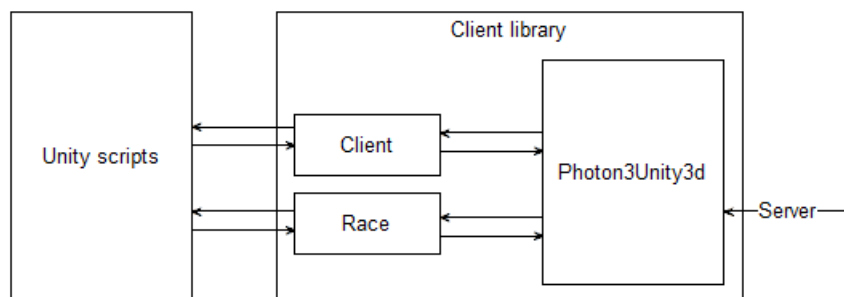 Client library
Unity scripts
Client
Photon3Unity3d
Race
Server